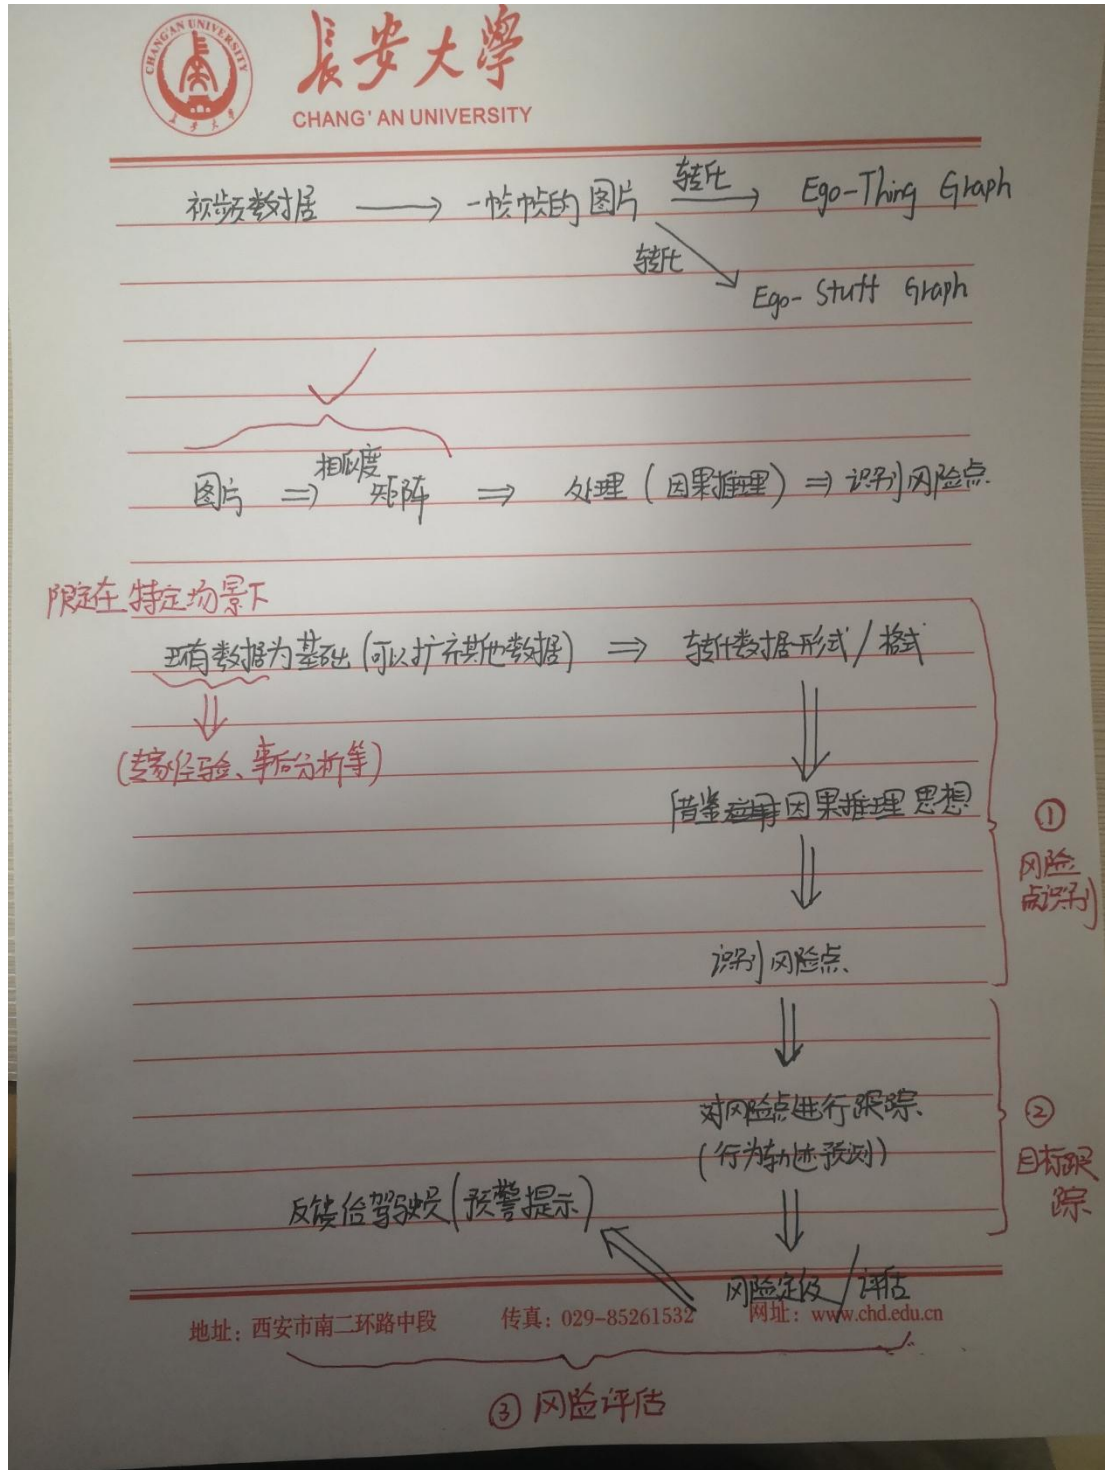 CHANG'AN UNIVERSITY
长安大学
長安大學
CHANG' AN UNIVERSITY
视频数据 → 一帧帧的图片 转化 → Ego-Thing Graph
转化 Ego-Stuff Graph
图片 ⇒ 相似度矩阵 ⇒ 处理(因果推理) ⇒ 识别风险点
限定在特定场景下
现有数据为基础(可以扩充其他数据) ⇒ 转化数据形式/格式
(专家经验、事后分析等)
借鉴因果推理思想
①
风险
点识别
识别风险点
对风险点进行跟踪
(行为轨迹预测)
②
目标跟
踪
反馈给驾驶员(预警提示)
风险定级/评估
地址：西安市南二环路中段 传真：029-85261532 网址：www.chd.edu.cn
③ 风险评估